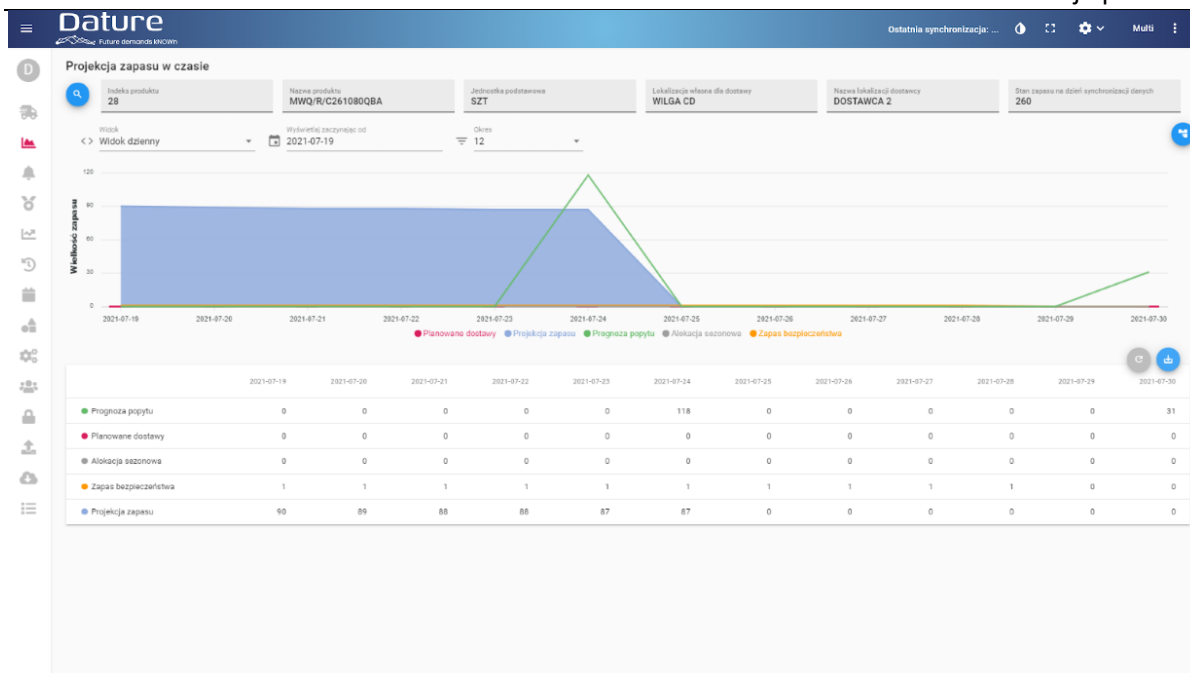 Dature
Future demands kNOWn
Ostatnia synchronizacja: ...
Multi
D
Projekcja zapasu w czasie
Indeks produktu
28
Nazwa produktu
MWQ/R/C261080QBA
Jednostka podstawowa
SZT
Lokalizacja własna dla dostawy
WILGA CD
Nazwa lokalizacji dostawcy
DOSTAWCA 2
Stan zapasu na dzień synchronizacji danych
260
Widok
Widok dzienny
Wyświetlaj zaczynając od
2021-07-19
Okres
12
Wielkość zapasu
120
90
60
30
0
2021-07-19 2021-07-20 2021-07-21 2021-07-22 2021-07-23 2021-07-24 2021-07-25 2021-07-26 2021-07-27 2021-07-28 2021-07-29 2021-07-30
Planowane dostawy Projekcja zapasu Prognoza popytu Alokacja sezonowa Zapas bezpieczeństwa
2021-07-19 2021-07-20 2021-07-21 2021-07-22 2021-07-23 2021-07-24 2021-07-25 2021-07-26 2021-07-27 2021-07-28 2021-07-29 2021-07-30
Prognoza popytu 0 0 0 0 0 118 0 0 0 0 0 31
Planowane dostawy 0 0 0 0 0 0 0 0 0 0 0 0
Alokacja sezonowa 0 0 0 0 0 0 0 0 0 0 0 0
Zapas bezpieczeństwa 1 1 1 1 1 1 1 1 1 1 0 0
Projekcja zapasu 90 89 88 88 87 87 0 0 0 0 0 0